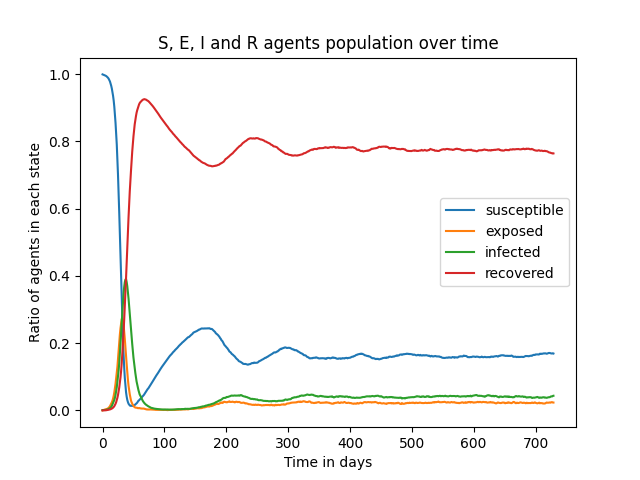 S, E, I and R agents population over time
Ratio of agents in each state
1.0
0.8
0.6
0.4
0.2
0.0
susceptible
exposed
infected
recovered
0 100 200 300 400 500 600 700
Time in days